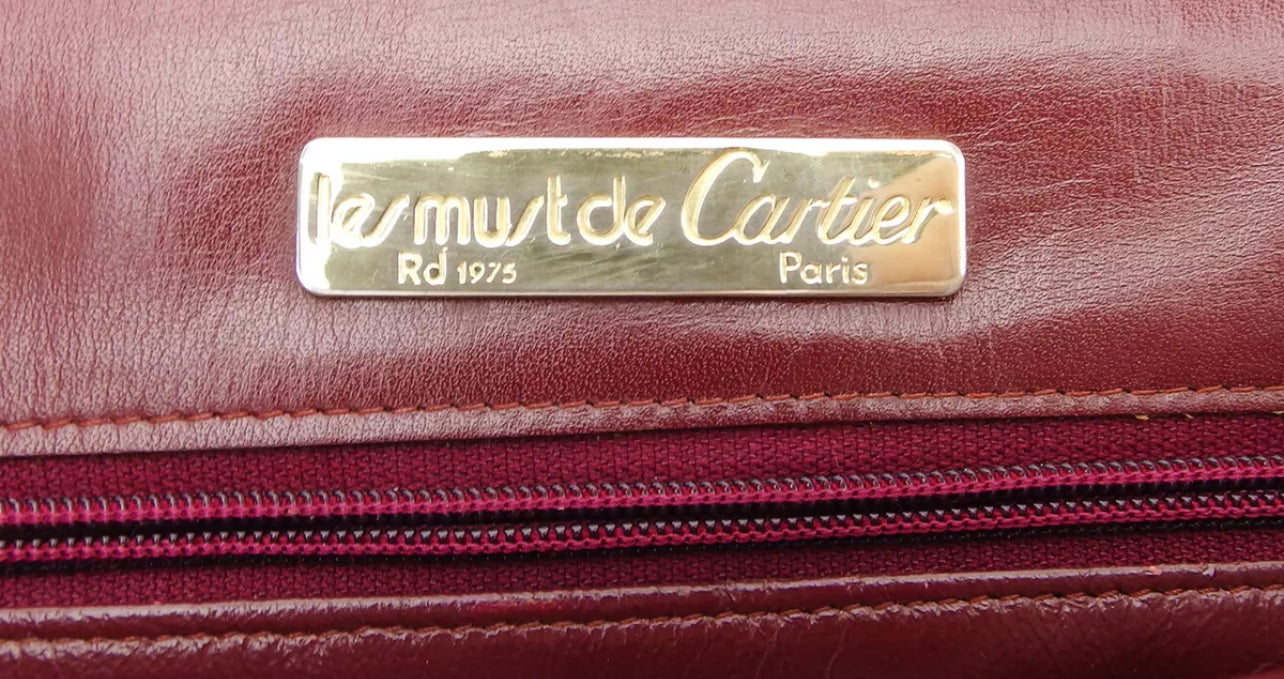 les must de Cartier
Rd 1975 Paris